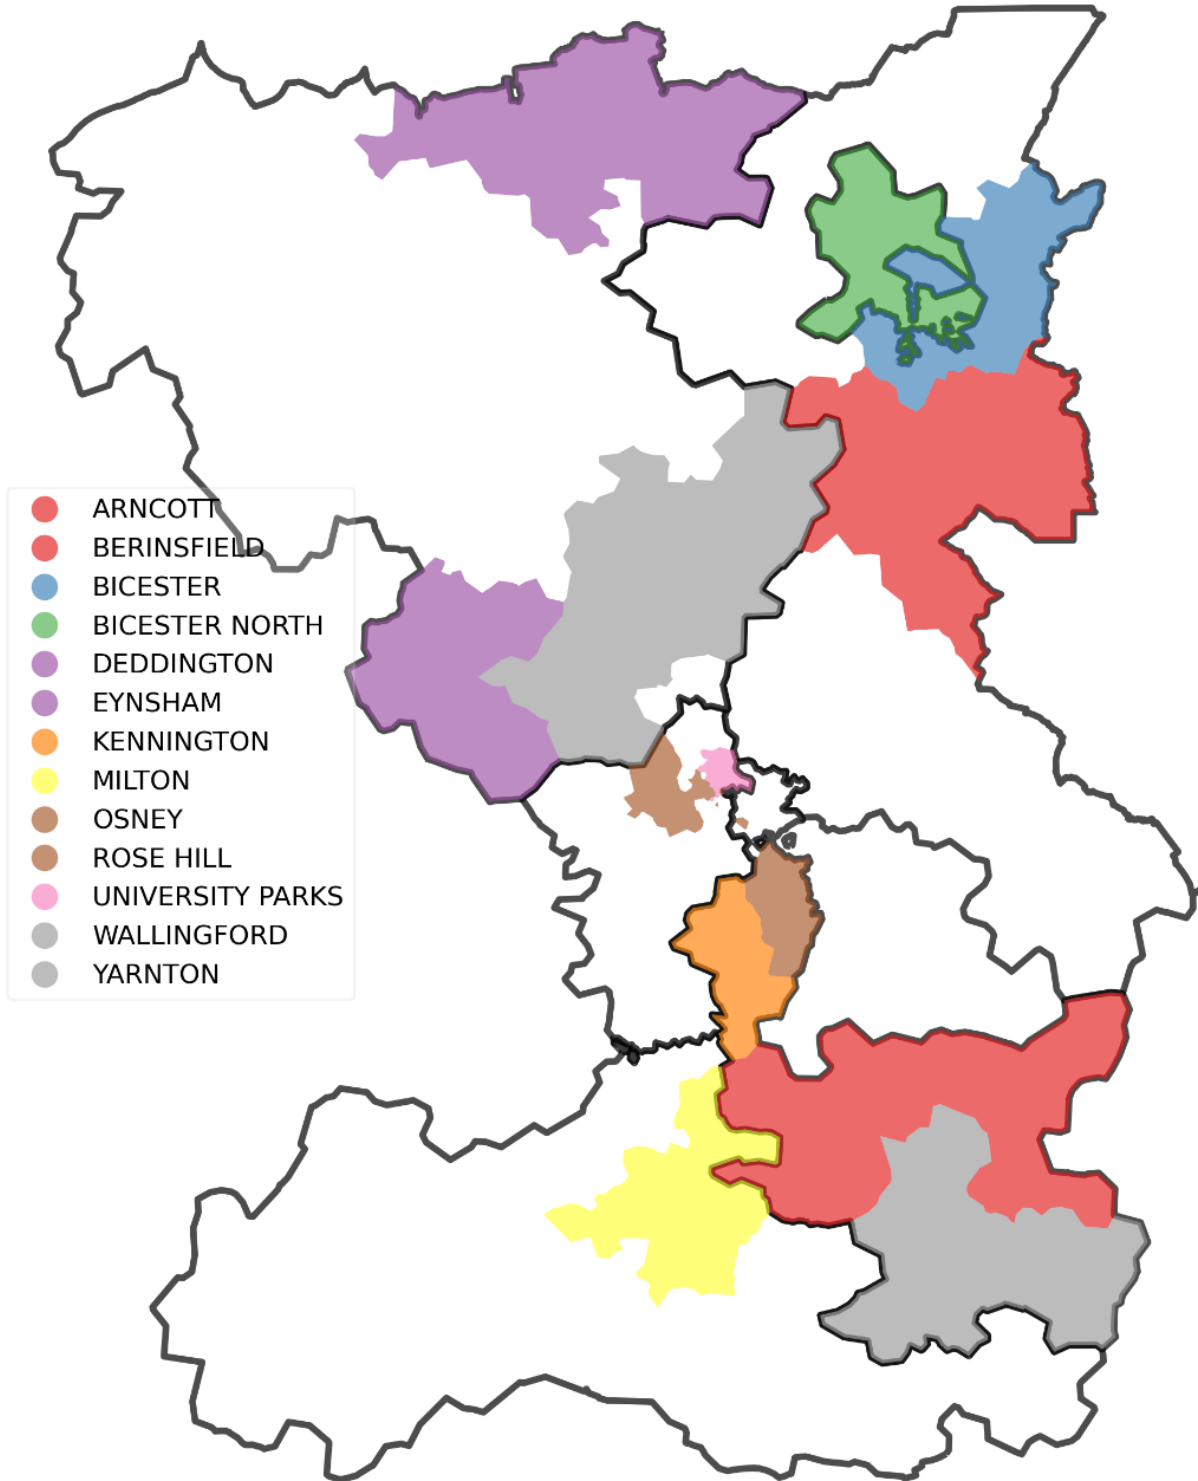 ARNCOTT
BERINSFIELD
BICESTER
BICESTER NORTH
DEDDINGTON
EYNSHAM
KENNINGTON
MILTON
OSNEY
ROSE HILL
UNIVERSITY PARKS
WALLINGFORD
YARNTON